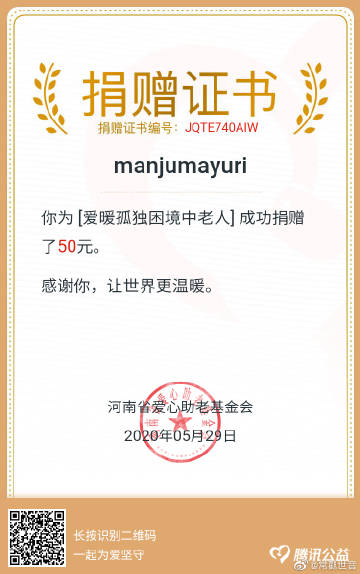 捐赠证书
捐赠证书编号：JQTE740AIW
manjumayuri
你为 [爱暖孤独困境中老人] 成功捐赠
了50元。
感谢你，让世界更温暖。
河南省爱心助老基金会
2020年05月29日
长按识别二维码
一起为爱坚守
腾讯公益